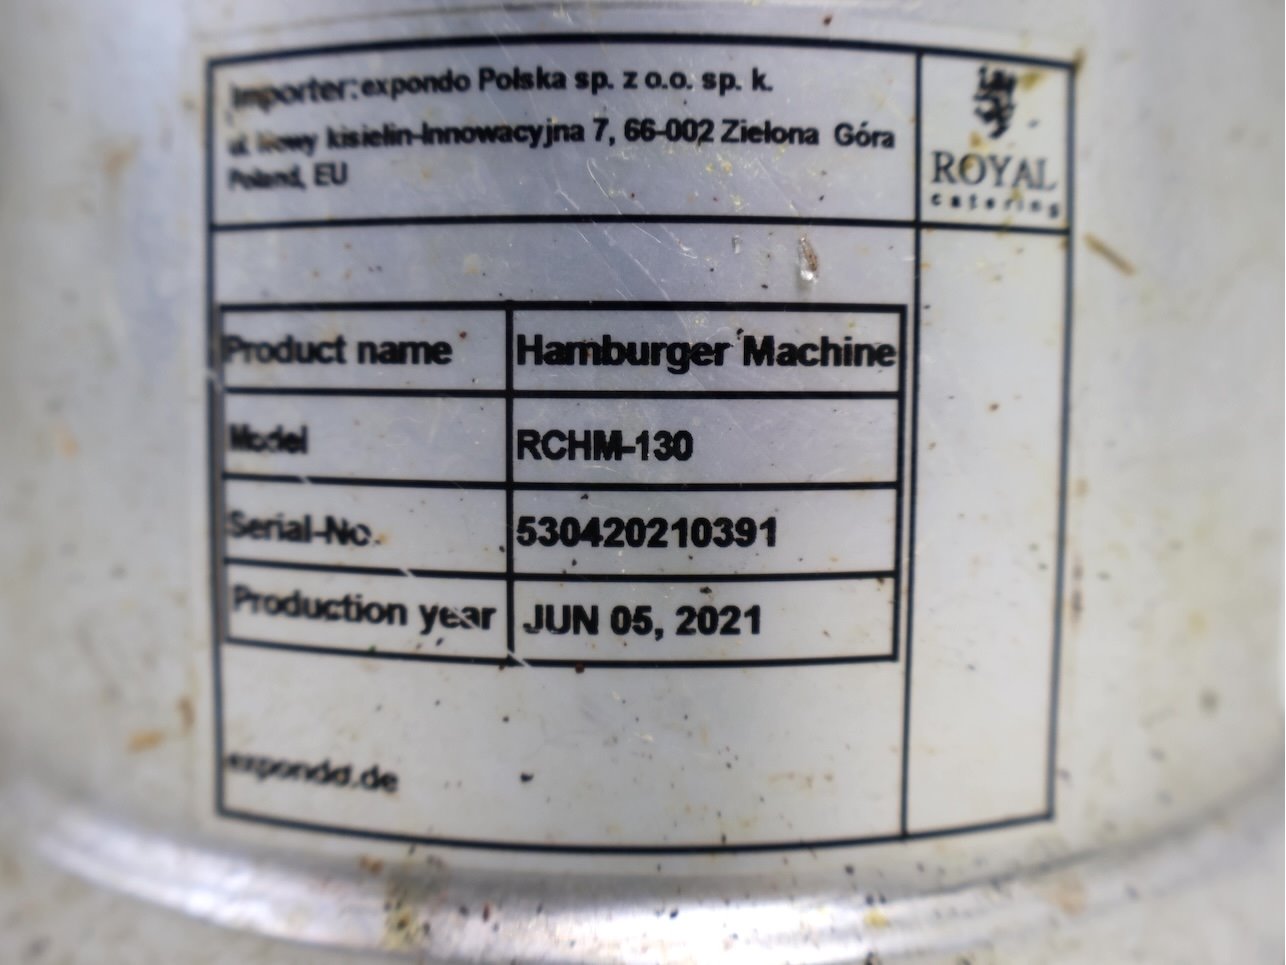 Importer: expondo Polska sp. z o.o. sp. k.
ul. Nowy kisielin-Innowacyjna 7, 66-002 Zielona Góra
Poland, EU
ROYAL
catering
Product name Hamburger Machine
Model RCHM-130
Serial-No. 530420210391
Production year JUN 05, 2021
expondo.de